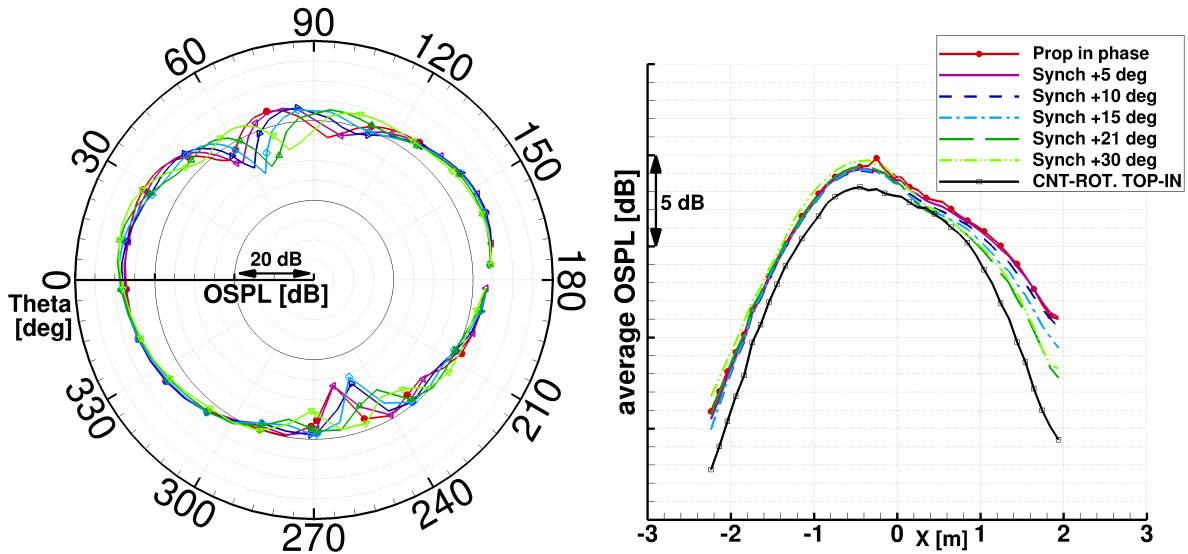 90
60
120
30
150
0
180
Theta
[deg]
20 dB
OSPL [dB]
330
210
300
240
270
Prop in phase
Synch +5 deg
Synch +10 deg
Synch +15 deg
Synch +21 deg
Synch +30 deg
CNT-ROT. TOP-IN
5 dB
average OSPL [dB]
-3
-2
-1
0
1
2
3
X [m]